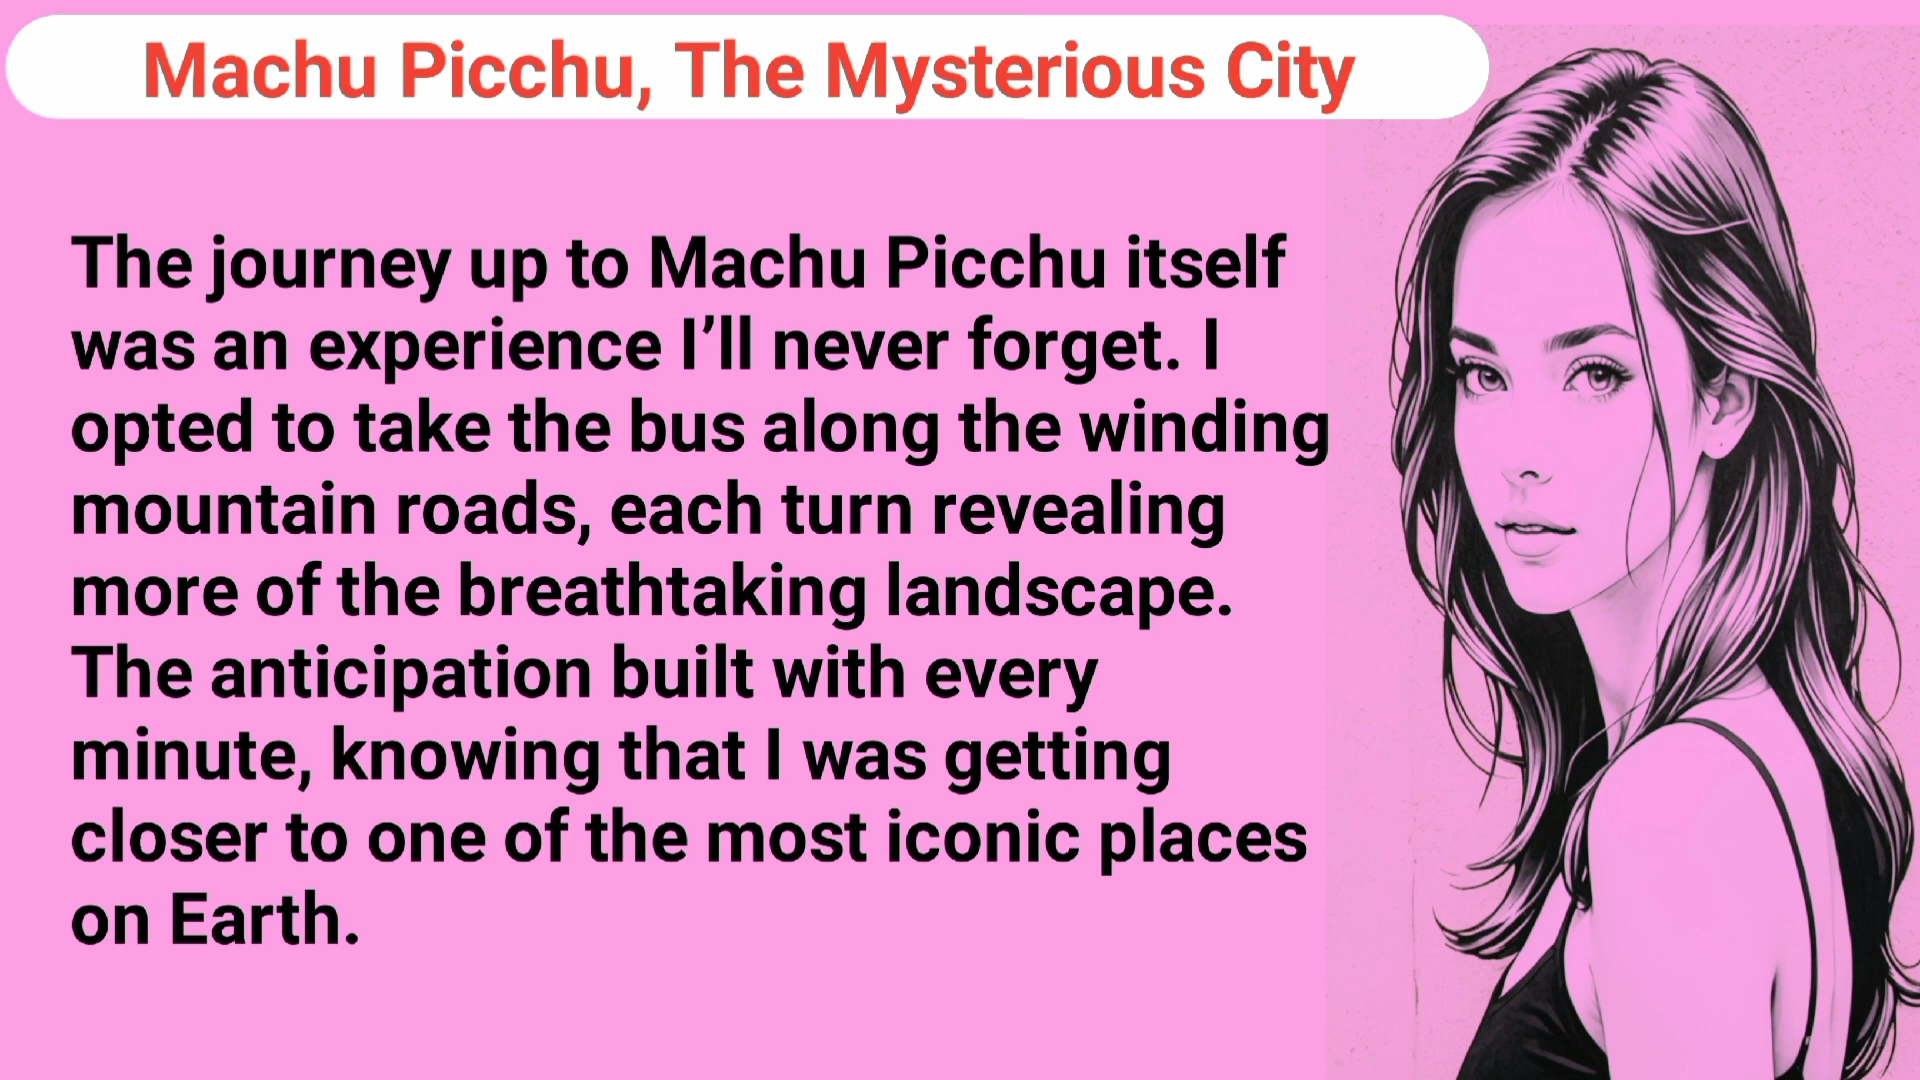 Machu Picchu, The Mysterious City
The journey up to Machu Picchu itself
was an experience I’ll never forget. I
opted to take the bus along the winding
mountain roads, each turn revealing
more of the breathtaking landscape.
The anticipation built with every
minute, knowing that I was getting
closer to one of the most iconic places
on Earth.